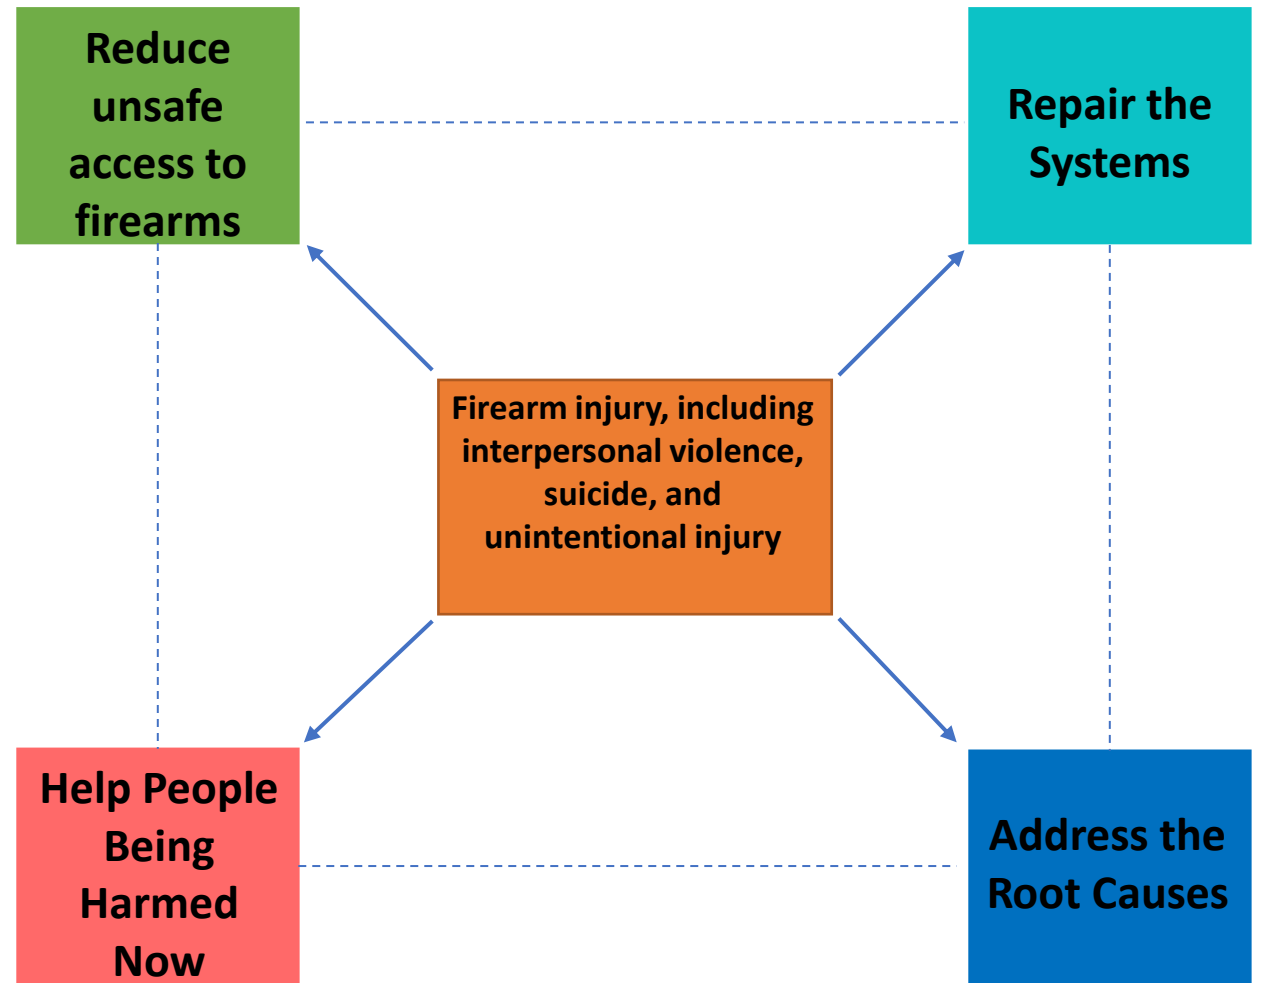 Reduce
unsafe
access to
firearms
Repair the
Systems
Firearm injury, including
interpersonal violence,
suicide, and
unintentional injury
Help People
Being
Harmed
Now
Address the
Root Causes